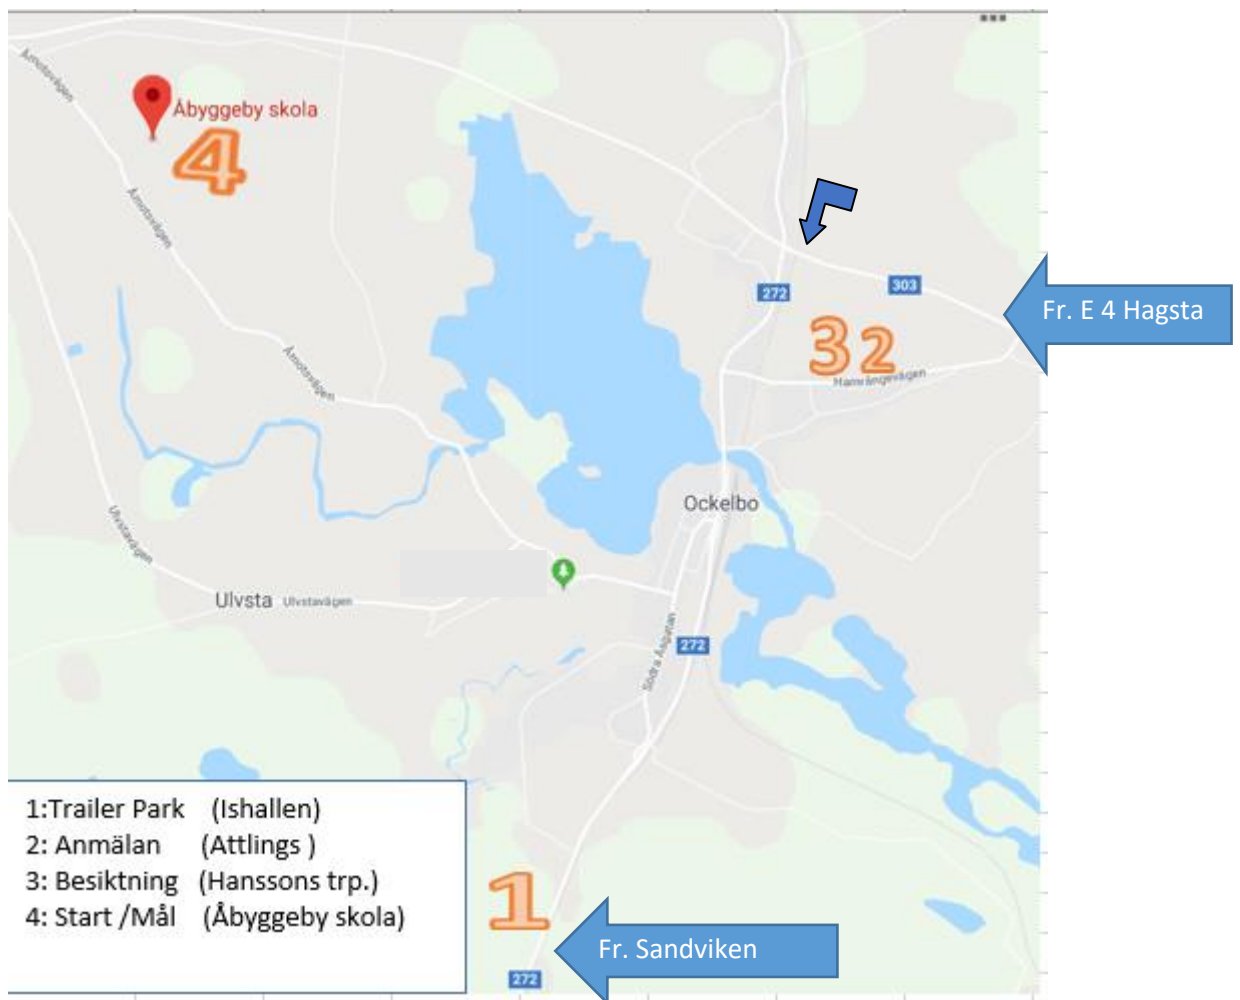 Åmotsvägen
Åbyggeby skola
4
Åmotsvägen
272
303
Fr. E 4 Hagsta
3 2
Hamrångevägen
Åmotsvägen
Ockelbo
Ulvstavägen
Ulvsta Ulvstavägen
Södra Åsgatan
272
1:Trailer Park (Ishallen)
2: Anmälan (Attlings )
3: Besiktning (Hanssons trp.)
4: Start /Mål (Åbyggeby skola)
1
Fr. Sandviken
272